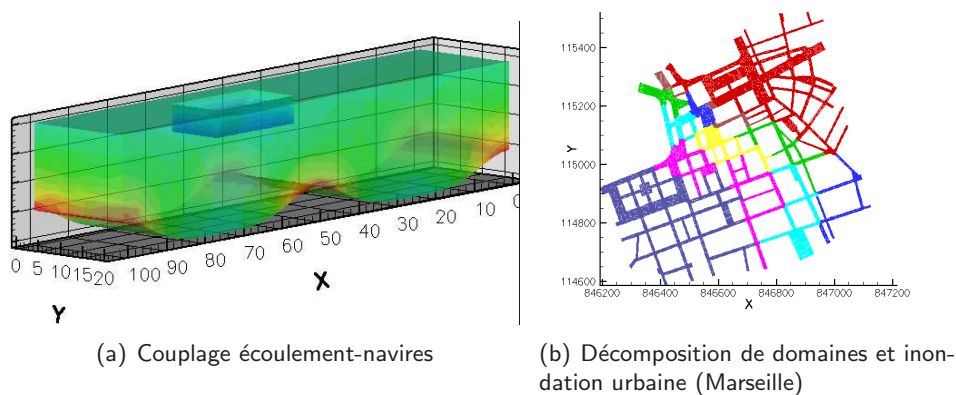 0 5 10 15 20 100 90 80 70 60 50 40 30 20 10 0
X
Y
115400
115200
115000
114800
114600
Y
846200 846400 846600 846800 847000 847200
X
(a) Couplage écoulement-navires
(b) Décomposition de domaines et inon-
dation urbaine (Marseille)